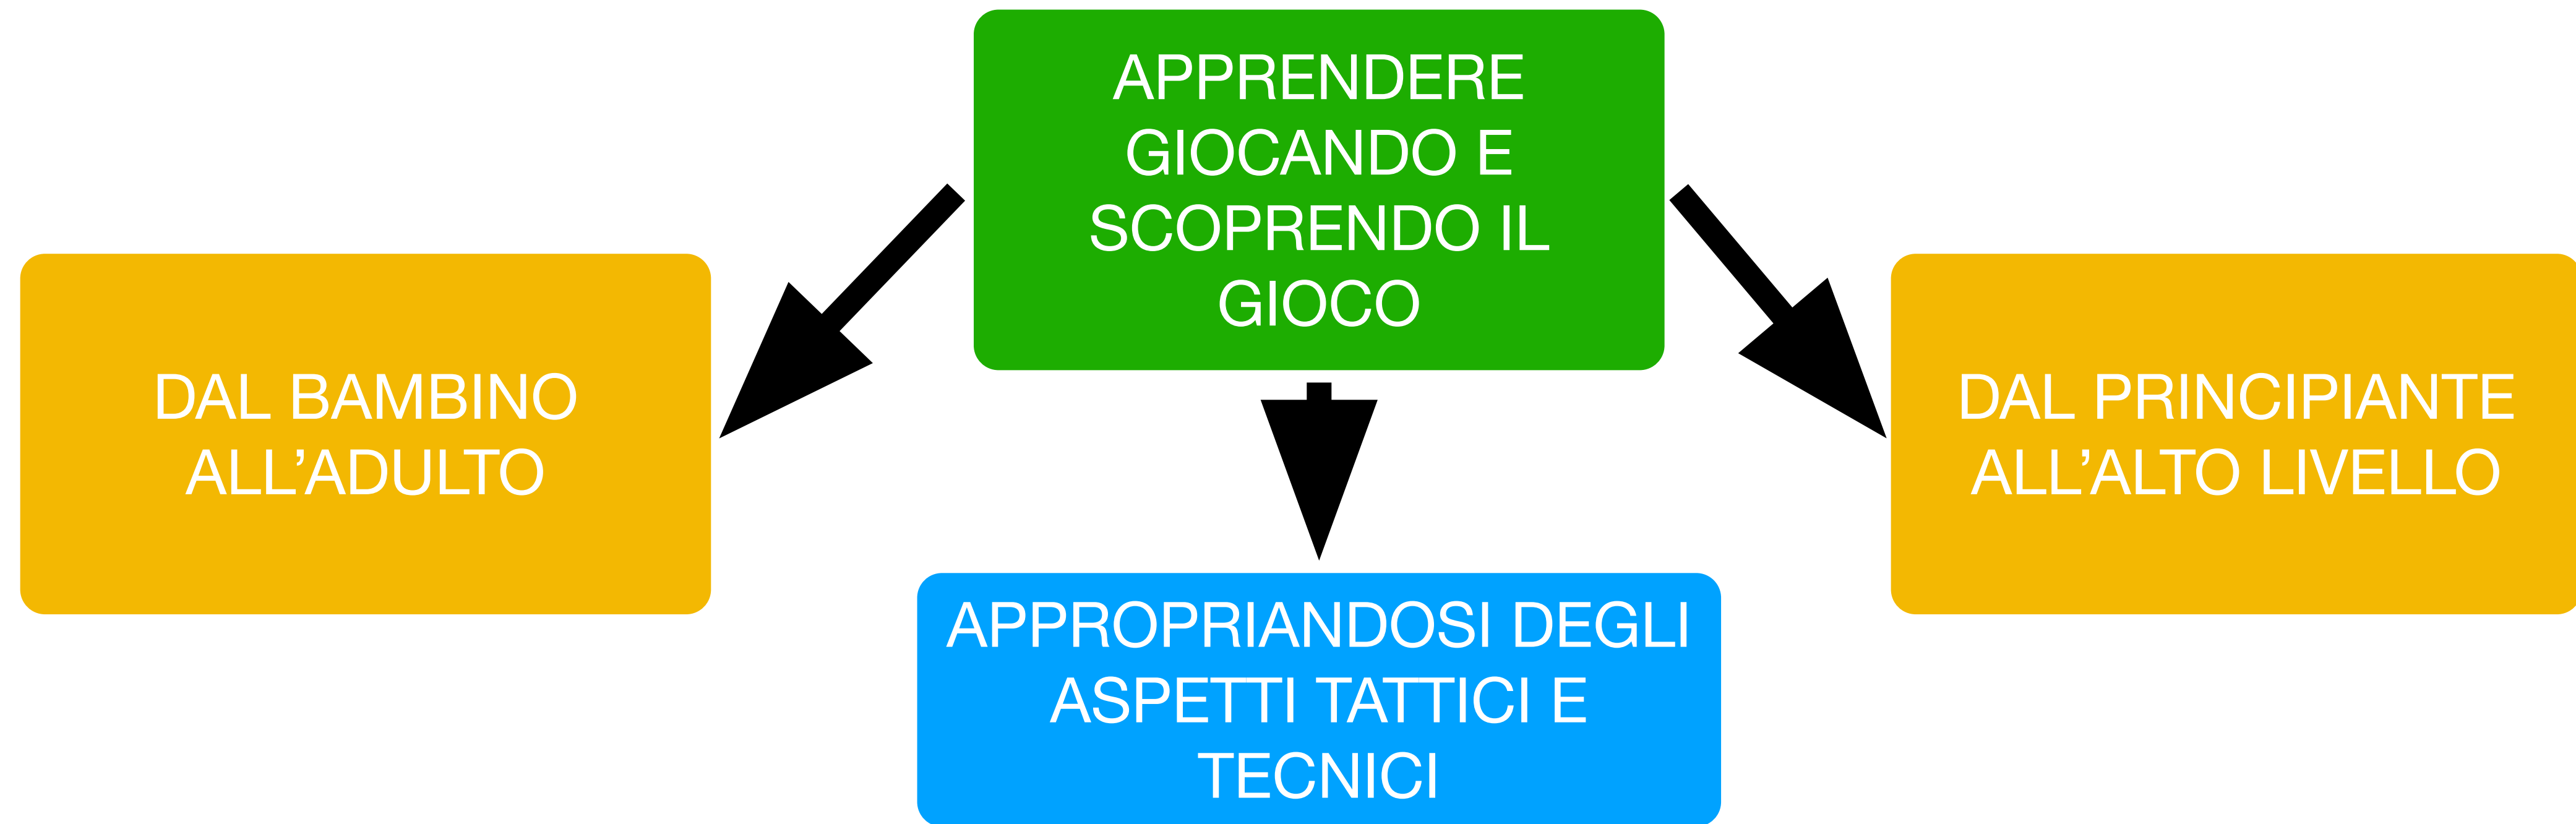 APPRENDERE
GIOCANDO E
SCOPRENDO IL
GIOCO
DAL BAMBINO
ALL’ADULTO
DAL PRINCIPIANTE
ALL’ALTO LIVELLO
APPROPRIANDOSI DEGLI
ASPETTI TATTICI E
TECNICI